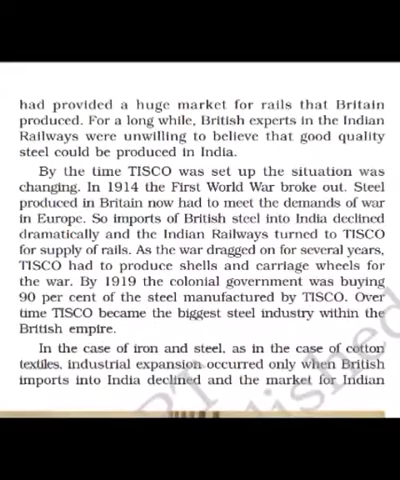 had provided a huge market for rails that Britain
produced. For a long while, British experts in the Indian
Railways were unwilling to believe that good quality
steel could be produced in India.
By the time TISCO was set up the situation was
changing. In 1914 the First World War broke out. Steel
produced in Britain now had to meet the demands of war
in Europe. So imports of British steel into India declined
dramatically and the Indian Railways turned to TISCO
for supply of rails. As the war dragged on for several years,
TISCO had to produce shells and carriage wheels for
the war. By 1919 the colonial government was buying
90 per cent of the steel manufactured by TISCO. Over
time TISCO became the biggest steel industry within the
British empire.
In the case of iron and steel, as in the case of cotton
textiles, industrial expansion occurred only when British
imports into India declined and the market for Indian